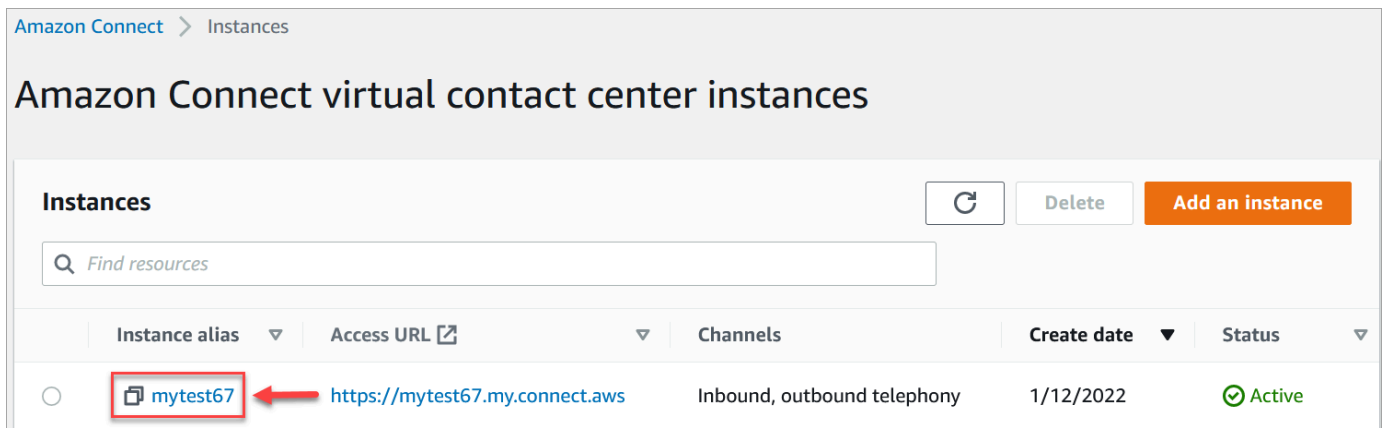 Amazon Connect > Instances
Amazon Connect virtual contact center instances
Instances Delete Add an instance
Find resources
Instance alias Access URL Channels Create date Status
mytest67 https://mytest67.my.connect.aws Inbound, outbound telephony 1/12/2022 Active